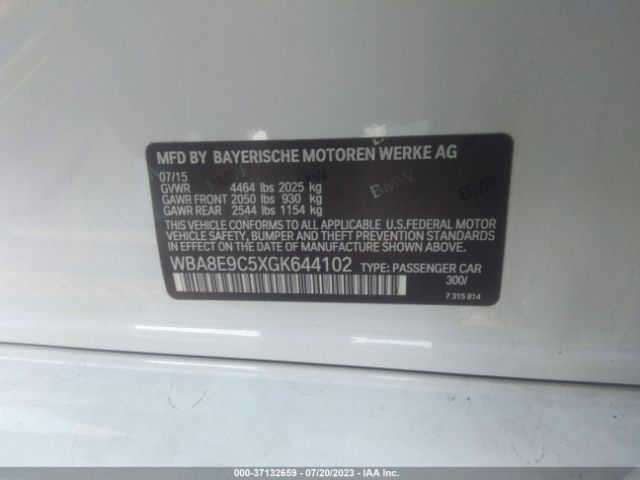 MFD BY BAYERISCHE MOTOREN WERKE AG
07/15
GVWR 4464 lbs 2025 kg
GAWR FRONT 2050 lbs 930 kg
GAWR REAR 2544 lbs 1154 kg
THIS VEHICLE CONFORMS TO ALL APPLICABLE U.S.FEDERAL MOTOR
VEHICLE SAFETY, BUMPER AND THEFT PREVENTION STANDARDS
IN EFFECT ON THE DATE OF MANUFACTURE SHOWN ABOVE.
WBA8E9C5XGK644102 TYPE: PASSENGER CAR
300/
7 315 814
BMW
BMW
000-37132659 - 07/20/2023 - IAA Inc.